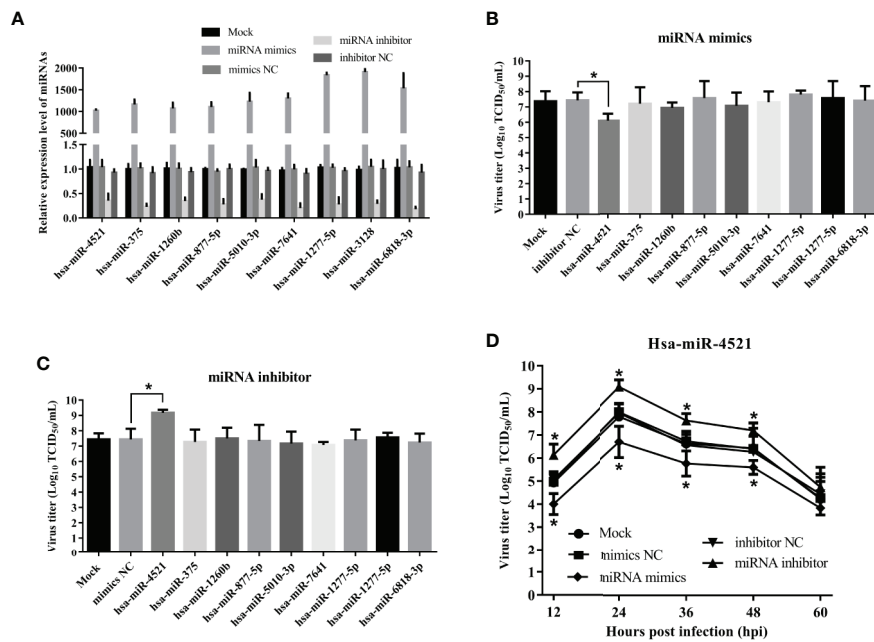 A
Mock
miRNA mimics
mimics NC
miRNA inhibitor
inhibitor NC
Relative expression level of miRNAs
2000
1500
1000
500
1.5
1.0
0.5
0.0
hsa-miR-4521
hsa-miR-375
hsa-miR-1260b
hsa-miR-877-5p
hsa-miR-5010-3p
hsa-miR-7641
hsa-miR-1277-5p
hsa-miR-3128
hsa-miR-6818-3p
B
miRNA mimics
Virus titer (Log10 TCID50/mL)
10
9
8
7
6
5
4
3
2
1
0
*
Mock
inhibitor NC
hsa-miR-4521
hsa-miR-375
hsa-miR-1260b
hsa-miR-877-5p
hsa-miR-5010-3p
hsa-miR-7641
hsa-miR-1277-5p
hsa-miR-1277-5p
hsa-miR-6818-3p
C
miRNA inhibitor
Virus titer (Log10 TCID50/mL)
10
9
8
7
6
5
4
3
2
1
0
*
Mock
mimics NC
hsa-miR-4521
hsa-miR-375
hsa-miR-1260b
hsa-miR-877-5p
hsa-miR-5010-3p
hsa-miR-7641
hsa-miR-1277-5p
hsa-miR-1277-5p
hsa-miR-6818-3p
D
Hsa-miR-4521
Virus titer (Log10 TCID50/mL)
10
9
8
7
6
5
4
3
2
1
0
*
*
*
*
*
*
*
*
Mock
mimics NC
miRNA mimics
inhibitor NC
miRNA inhibitor
12
24
36
48
60
Hours post infection (hpi)